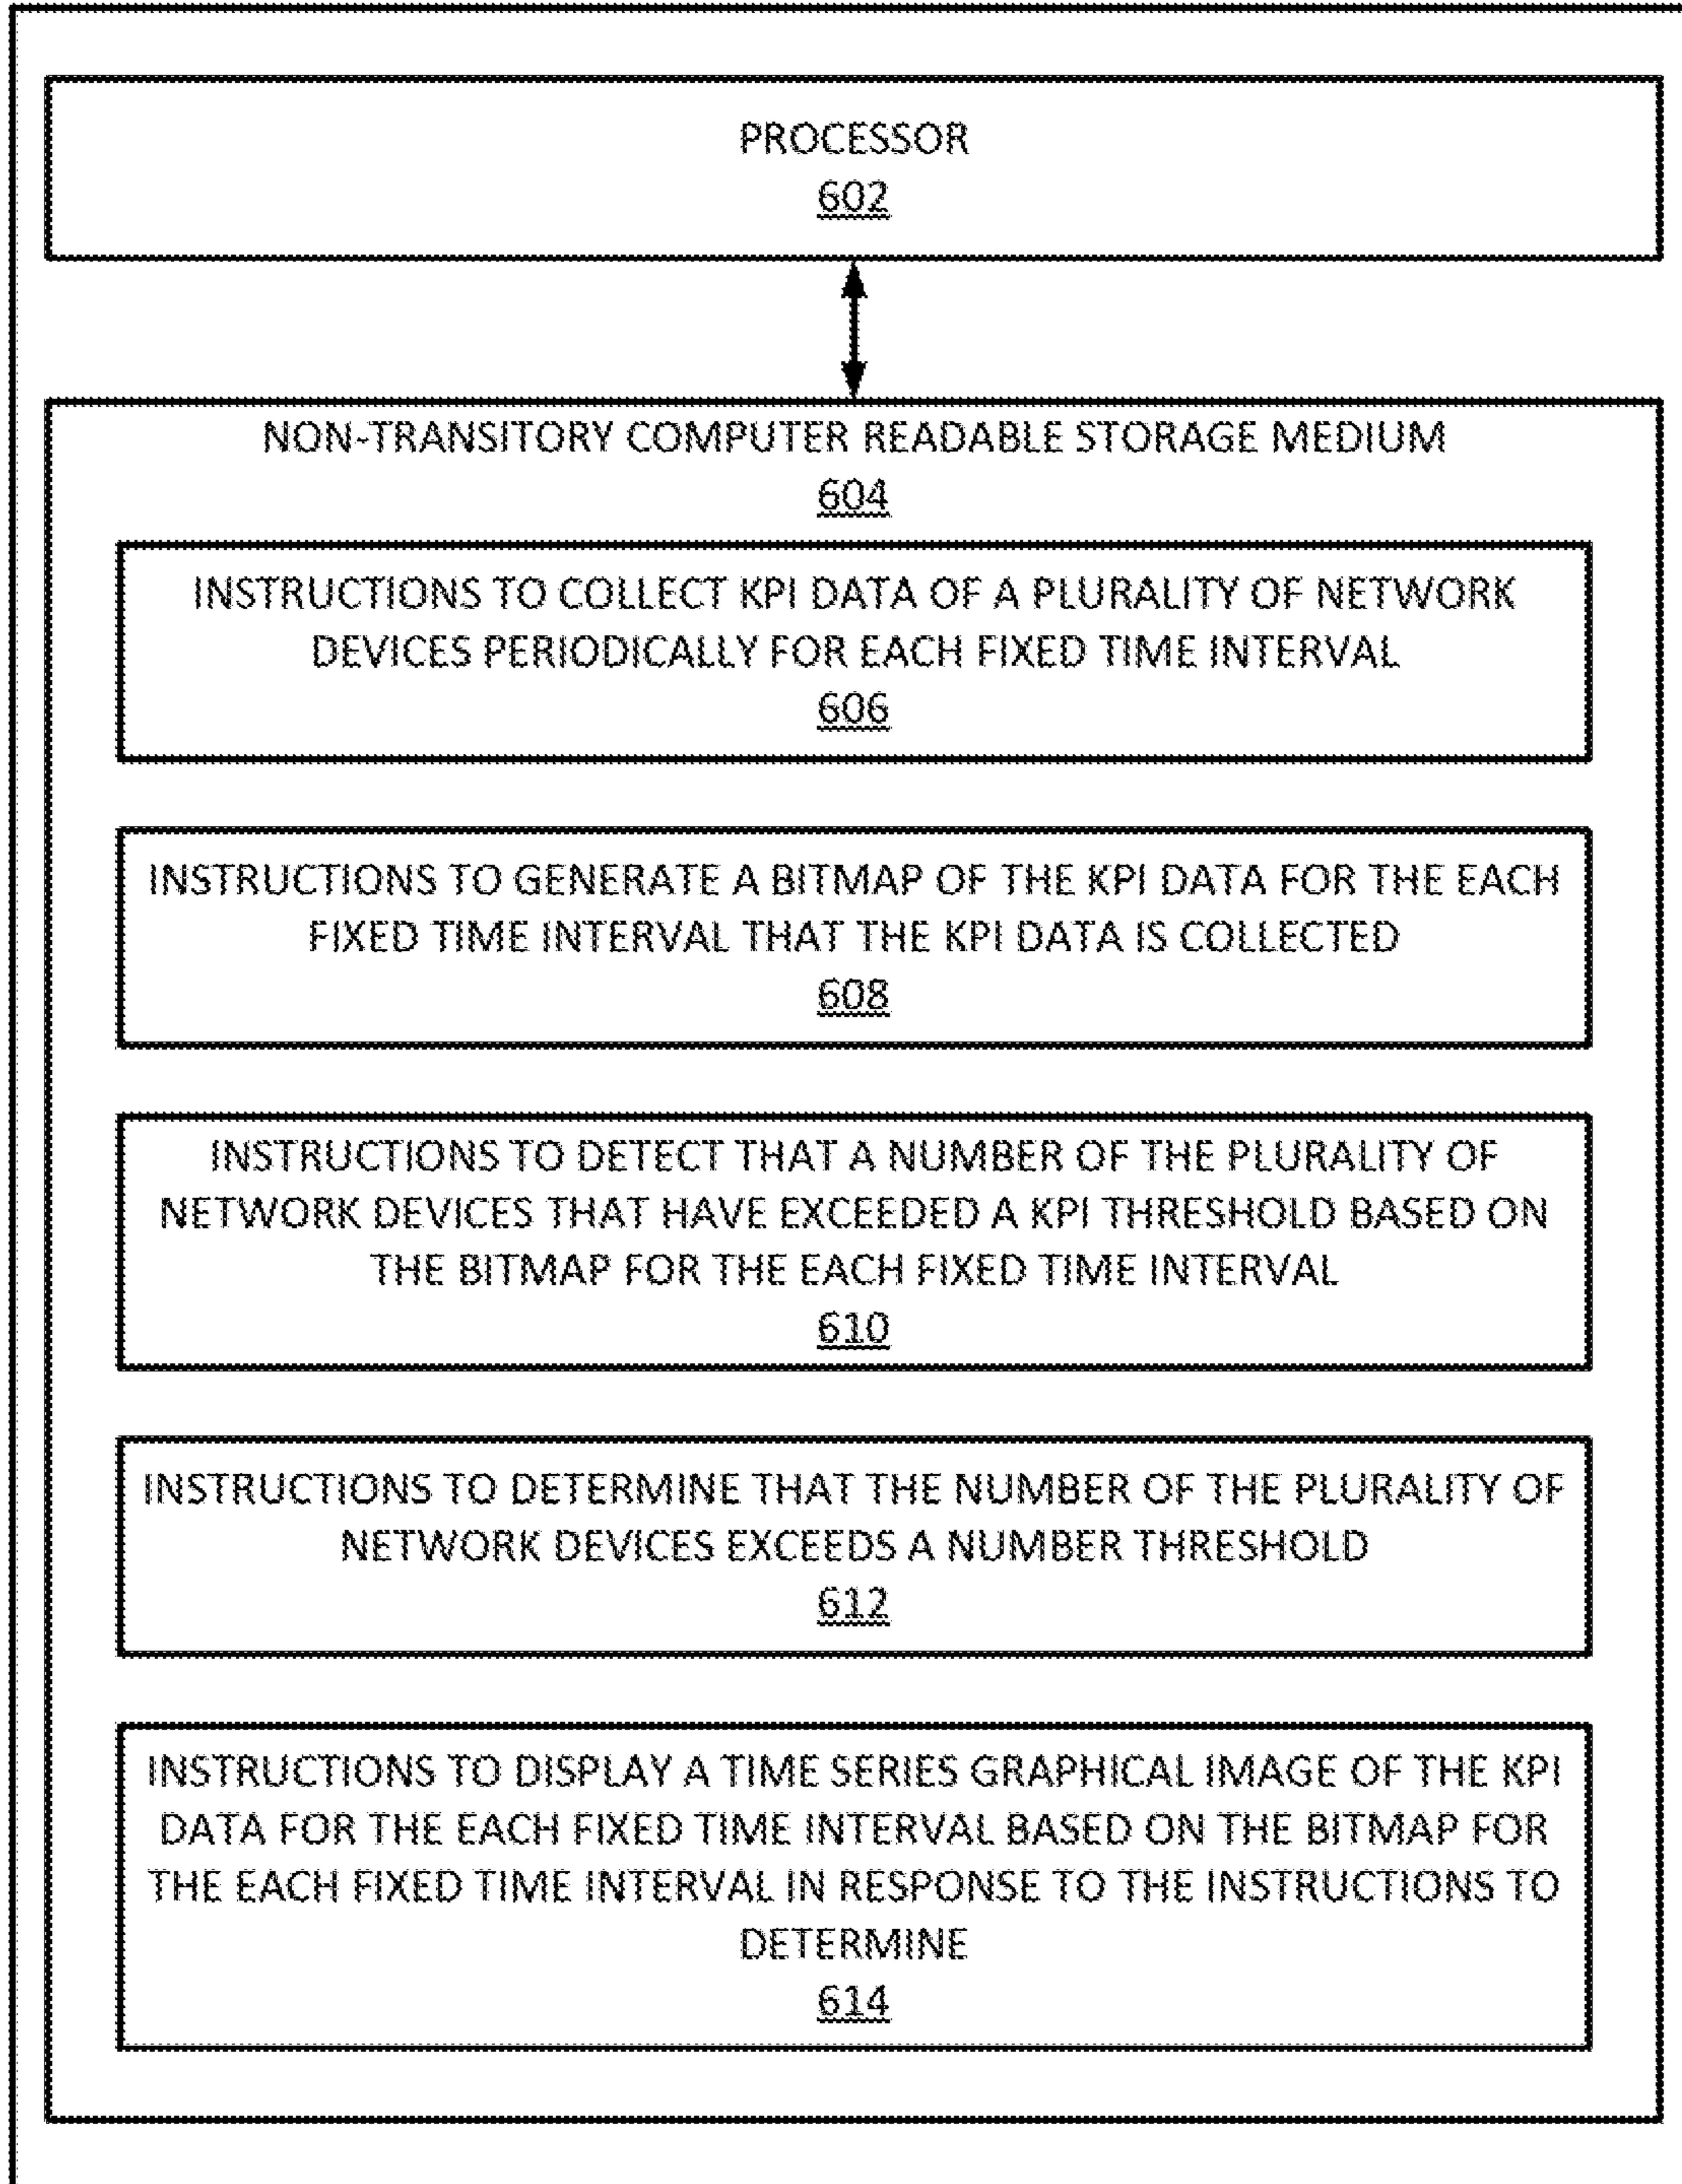 PROCESSOR
602
NON-TRANSITORY COMPUTER READABLE STORAGE MEDIUM
604
INSTRUCTIONS TO COLLECT KPI DATA OF A PLURALITY OF NETWORK
DEVICES PERIODICALLY FOR EACH FIXED TIME INTERVAL
606
INSTRUCTIONS TO GENERATE A BITMAP OF THE KPI DATA FOR THE EACH
FIXED TIME INTERVAL THAT THE KPI DATA IS COLLECTED
608
INSTRUCTIONS TO DETECT THAT A NUMBER OF THE PLURALITY OF
NETWORK DEVICES THAT HAVE EXCEEDED A KPI THRESHOLD BASED ON
THE BITMAP FOR THE EACH FIXED TIME INTERVAL
610
INSTRUCTIONS TO DETERMINE THAT THE NUMBER OF THE PLURALITY OF
NETWORK DEVICES EXCEEDS A NUMBER THRESHOLD
612
INSTRUCTIONS TO DISPLAY A TIME SERIES GRAPHICAL IMAGE OF THE KPI
DATA FOR THE EACH FIXED TIME INTERVAL BASED ON THE BITMAP FOR
THE EACH FIXED TIME INTERVAL IN RESPONSE TO THE INSTRUCTIONS TO
DETERMINE
614